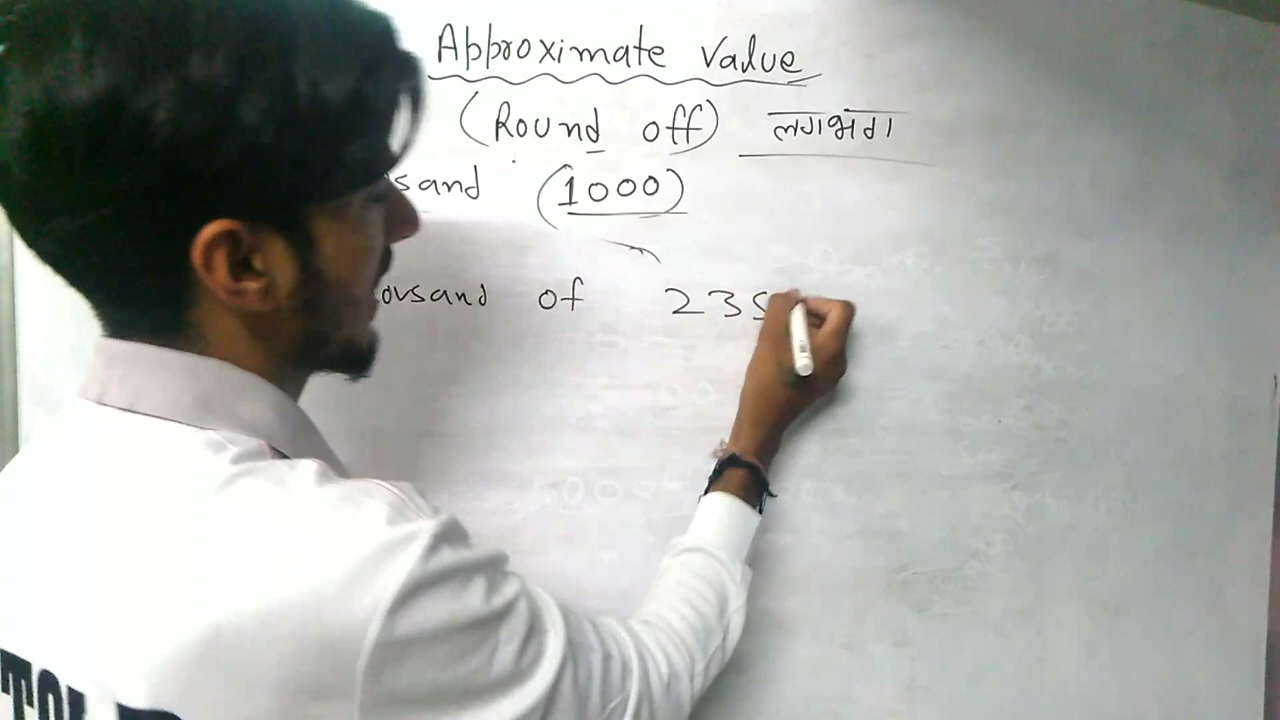 Approximate Value
(Round off) लगभग।
sand (1000)
ousand of 235